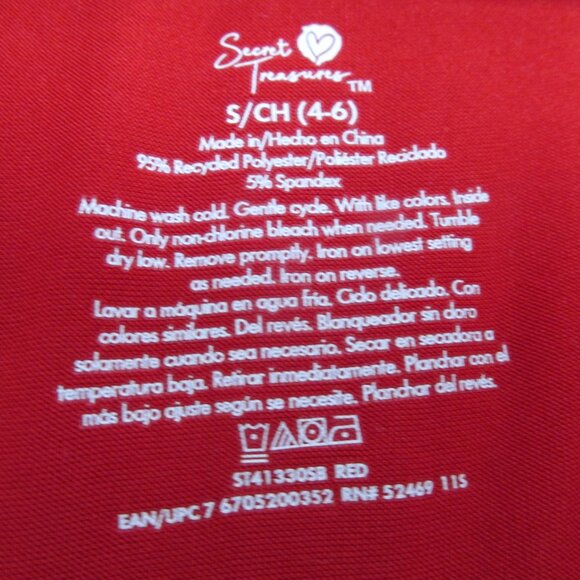 Secret
Treasures™
S/CH (4-6)
Made in/Hecho en China
95% Recycled Polyester/Poliéster Reciclado
5% Spandex
Machine wash cold. Gentle cycle. With like colors. Inside
out. Only non-chlorine bleach when needed. Tumble
dry low. Remove promptly. Iron on lowest setting
as needed. Iron on reverse.
Lavar a máquina en agua fría. Ciclo delicado. Con
colores similares. Del revés. Blanqueador sin cloro
solamente cuando sea necesario. Secar en secadora a
temperatura baja. Retirar inmediatamente. Planchar con el
más bajo ajuste según se necesite. Planchar del revés.
ST41330SB RED
EAN/UPC 7 6705200352 RN# 52469 11S